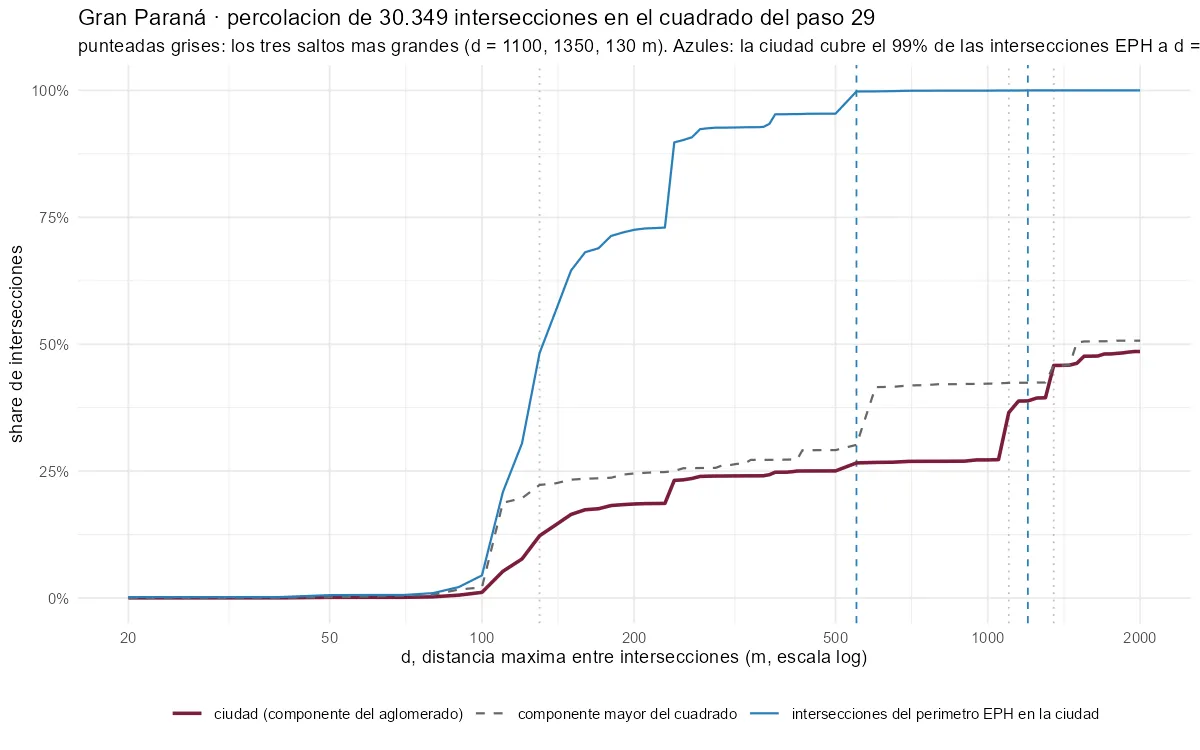 Gran Paraná · percolacion de 30.349 intersecciones en el cuadrado del paso 29
punteadas grises: los tres saltos mas grandes (d = 1100, 1350, 130 m). Azules: la ciudad cubre el 99% de las intersecciones EPH a d =
100%
75%
50%
25%
0%
share de intersecciones
20 50 100 200 500 1000 2000
d, distancia maxima entre intersecciones (m, escala log)
ciudad (componente del aglomerado) componente mayor del cuadrado intersecciones del perimetro EPH en la ciudad